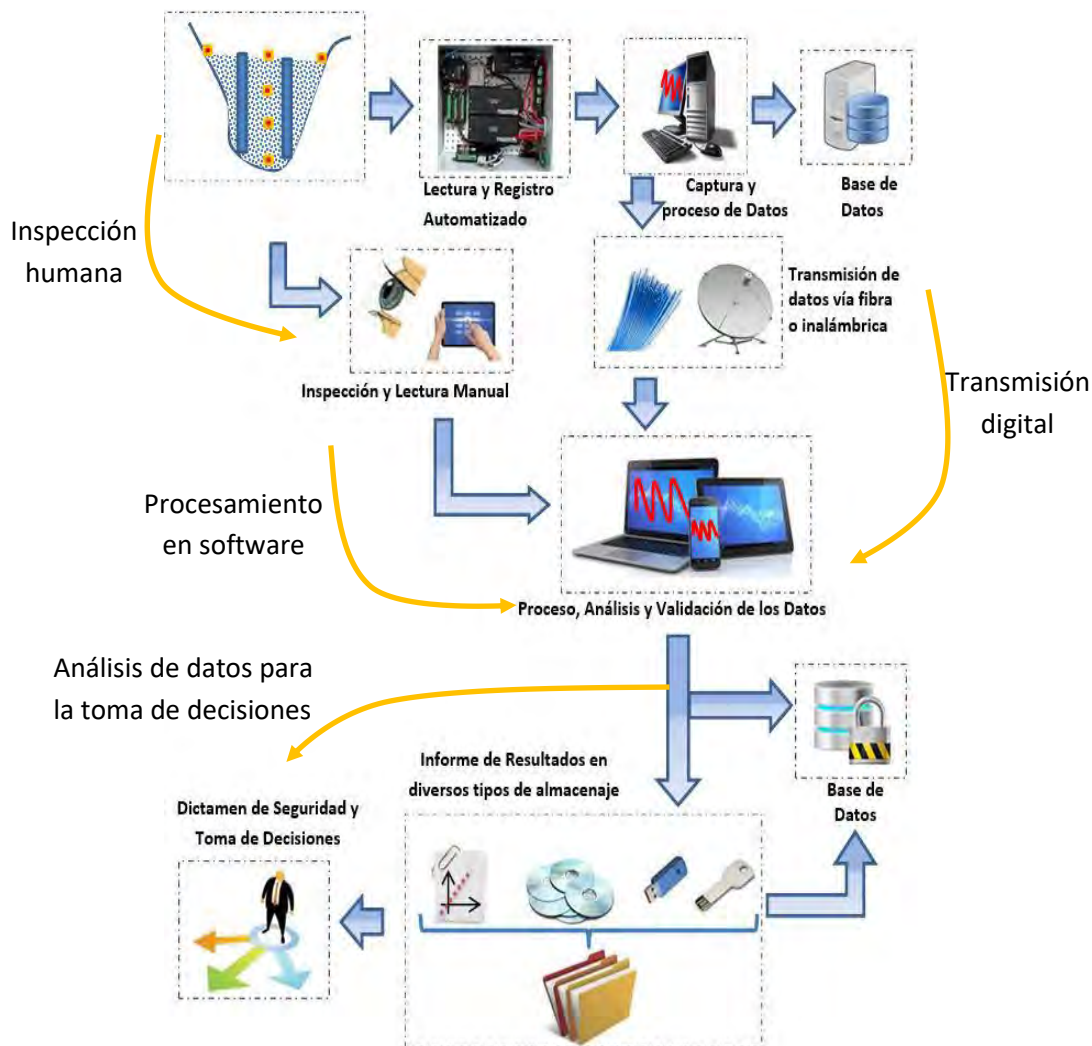 Lectura y Registro
Automatizado
Captura y
proceso de Datos
Base de
Datos
Inspección
humana
Transmisión de
datos vía fibra
o inalámbrica
Inspección y Lectura Manual
Transmisión
digital
Procesamiento
en software
Proceso, Análisis y Validación de los Datos
Análisis de datos para
la toma de decisiones
Informe de Resultados en
diversos tipos de almacenaje
Base de
Datos
Dictamen de Seguridad y
Toma de Decisiones